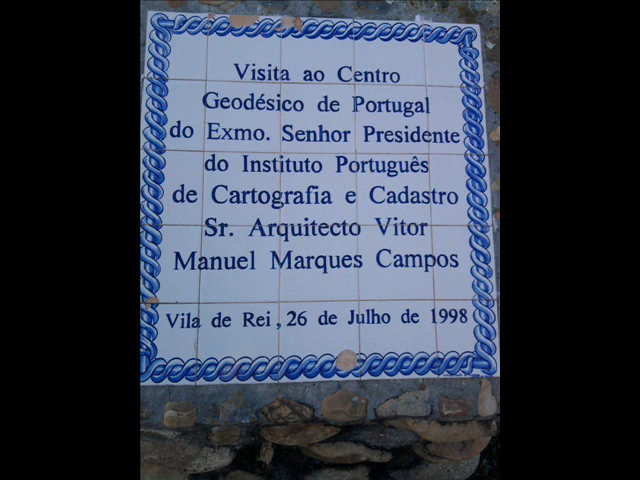 Visita ao Centro
Geodésico de Portugal
do Exmo. Senhor Presidente
do Instituto Português
de Cartografia e Cadastro
Sr. Arquitecto Vitor
Manuel Marques Campos
Vila de Rei, 26 de Julho de 1998